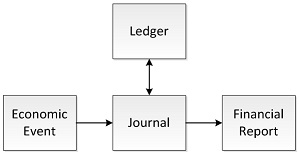 Ledger
Economic
Event
Journal
Financial
Report